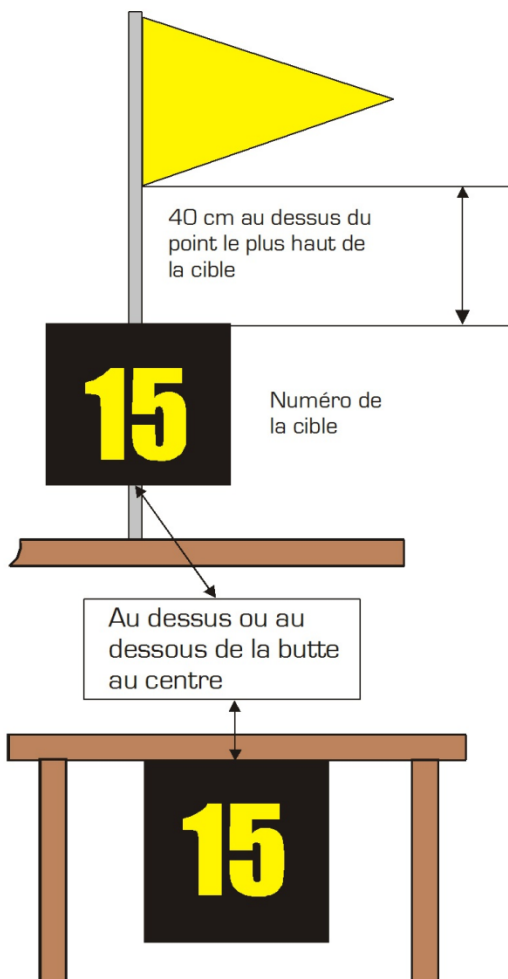 40 cm au dessus du
point le plus haut de
la cible
15
Numéro de
la cible
Au dessus ou au
dessous de la butte
au centre
15